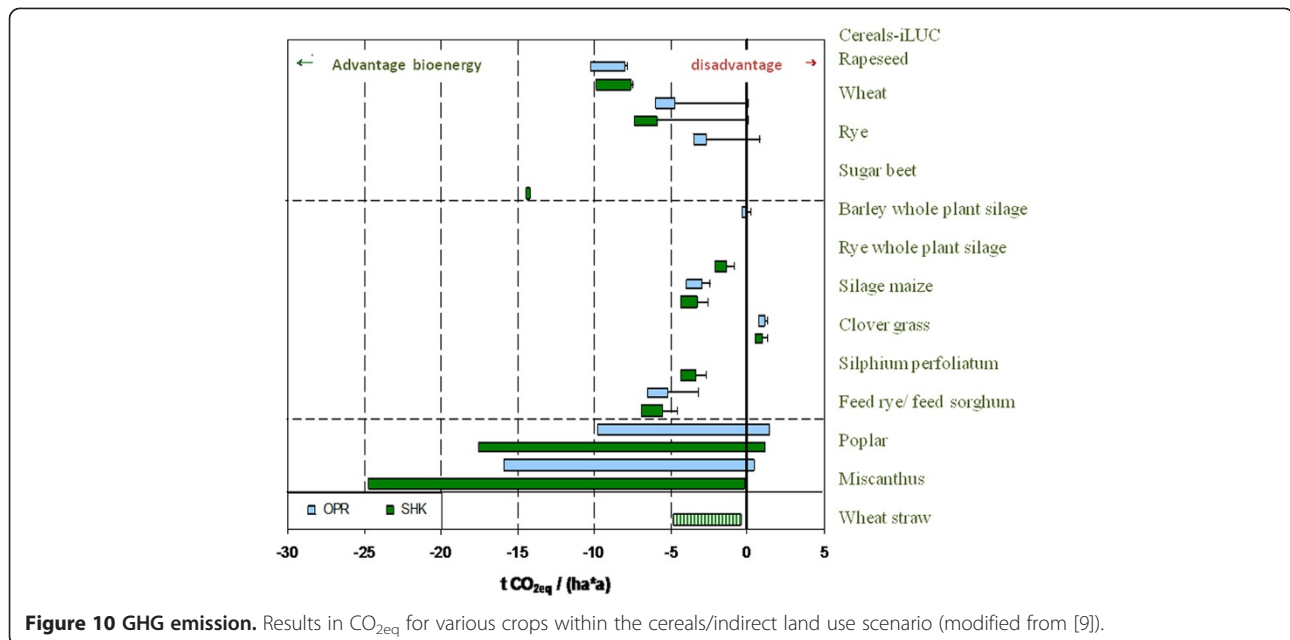 Cereals-iLUC
← Advantage bioenergy disadvantage → Rapeseed
Wheat
Rye
Sugar beet
Barley whole plant silage
Rye whole plant silage
Silage maize
Clover grass
Silphium perfoliatum
Feed rye/ feed sorghum
Poplar
Miscanthus
OPR SHK
Wheat straw
-30 -25 -20 -15 -10 -5 0 5
t CO2eq / (ha*a)
Figure 10 GHG emission. Results in CO2eq for various crops within the cereals/indirect land use scenario (modified from [9]).